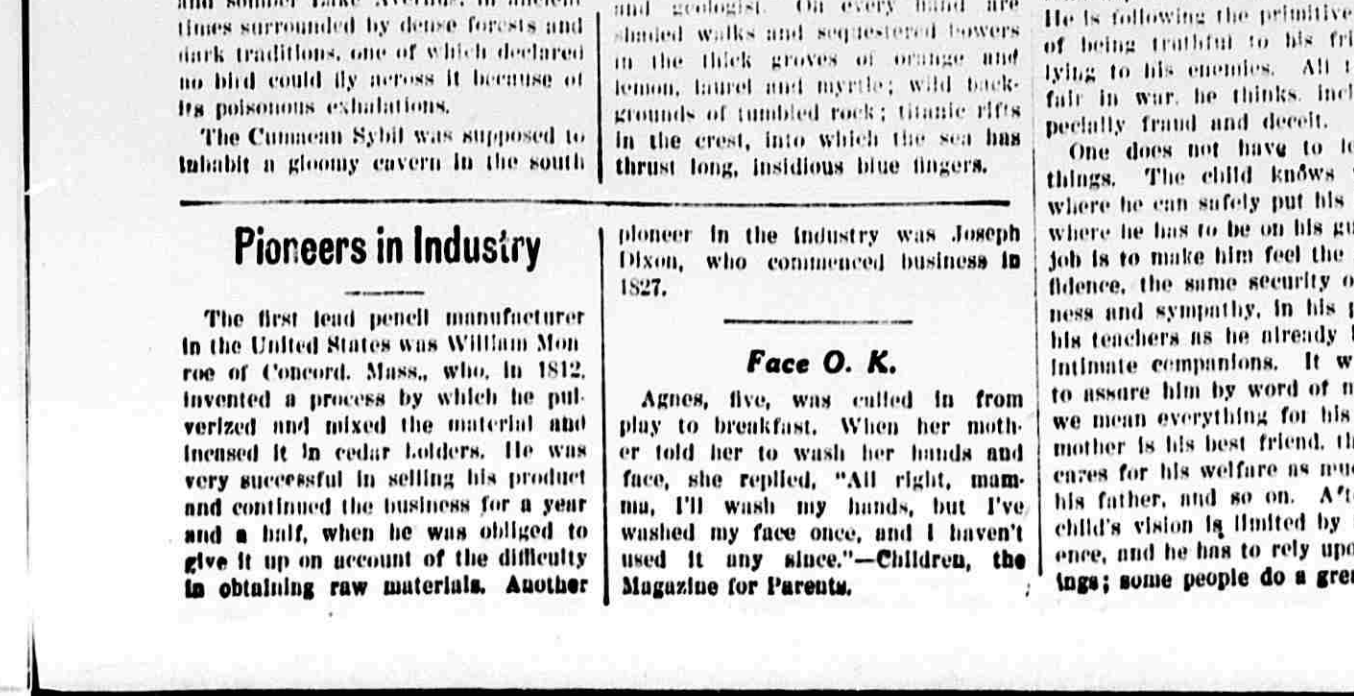 times surrounded by dense forests and
dark traditions, one of which declared
no bird could fly across it because of
its poisonous exhalations.
The Cumaean Sybil was supposed to
inhabit a gloomy cavern in the south
and geologist. On every hand are
shaded walks and sequestered bowers
in the thick groves of orange and
lemon, laurel and myrtle; wild back-
grounds of tumbled rock; titanic rifts
in the crest, into which the sea has
thrust long, insidious blue fingers.
Pioneers in Industry
The first lead pencil manufacturer
in the United States was William Mon
roe of Concord, Mass., who, in 1812,
invented a process by which he pul-
verized and mixed the material and
incased it in cedar holders. He was
very successful in selling his product
and continued the business for a year
and a half, when he was obliged to
give it up on account of the difficulty
in obtaining raw materials. Another
pioneer in the industry was Joseph
Dixon, who commenced business in
1827.
Face O. K.
Agnes, five, was called in from
play to breakfast. When her moth-
er told her to wash her hands and
face, she replied, "All right, mam-
ma, I'll wash my hands, but I've
washed my face once, and I haven't
used it any since."—Children, the
Magazine for Parents.
He is following the primitive
of being truthful to his
lying to his enemies. All
fair in war, he thinks,
pecially fraud and deceit.
One does not have to
things. The child knows
where he can safely put his
where he has to be on his
job is to make him feel the
fidence, the same security
ness and sympathy, in his
his teachers as he already
intimate companions. It
to assure him by word of
we mean everything for his
mother is his best friend,
cares for his welfare as
his father, and so on.
child's vision is limited by
ence, and he has to rely
ings; some people do a